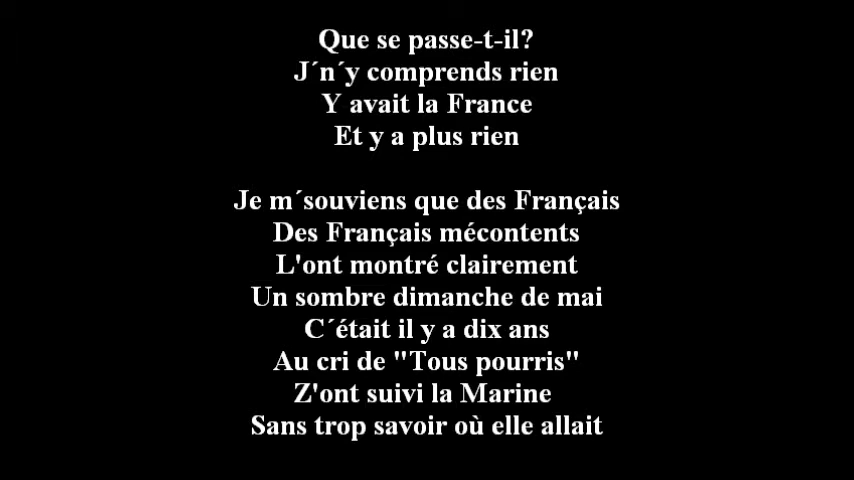 Que se passe-t-il?
J´n´y comprends rien
Y avait la France
Et y a plus rien
Je m´souviens que des Français
Des Français mécontents
L'ont montré clairement
Un sombre dimanche de mai
C´était il y a dix ans
Au cri de "Tous pourris"
Z'ont suivi la Marine
Sans trop savoir où elle allait